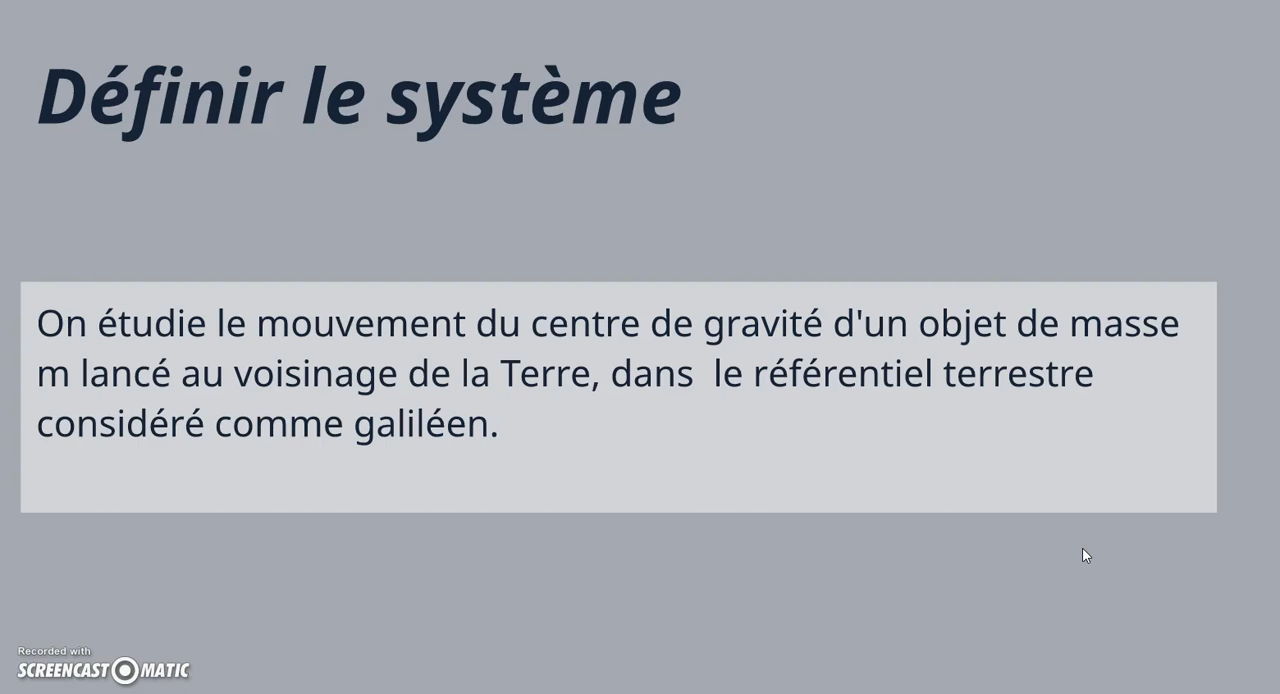 Définir le système
On étudie le mouvement du centre de gravité d'un objet de masse
m lancé au voisinage de la Terre, dans  le référentiel terrestre
considéré comme galiléen.
Recorded with
SCREENCAST MATIC